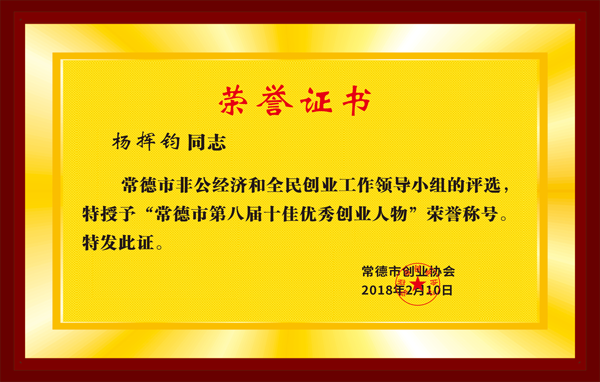 荣誉证书
杨挥钧同志
常德市非公经济和全民创业工作领导小组的评选，
特授予“常德市第八届十佳优秀创业人物”荣誉称号。
特发此证。
常德市创业协会
2018年2月10日